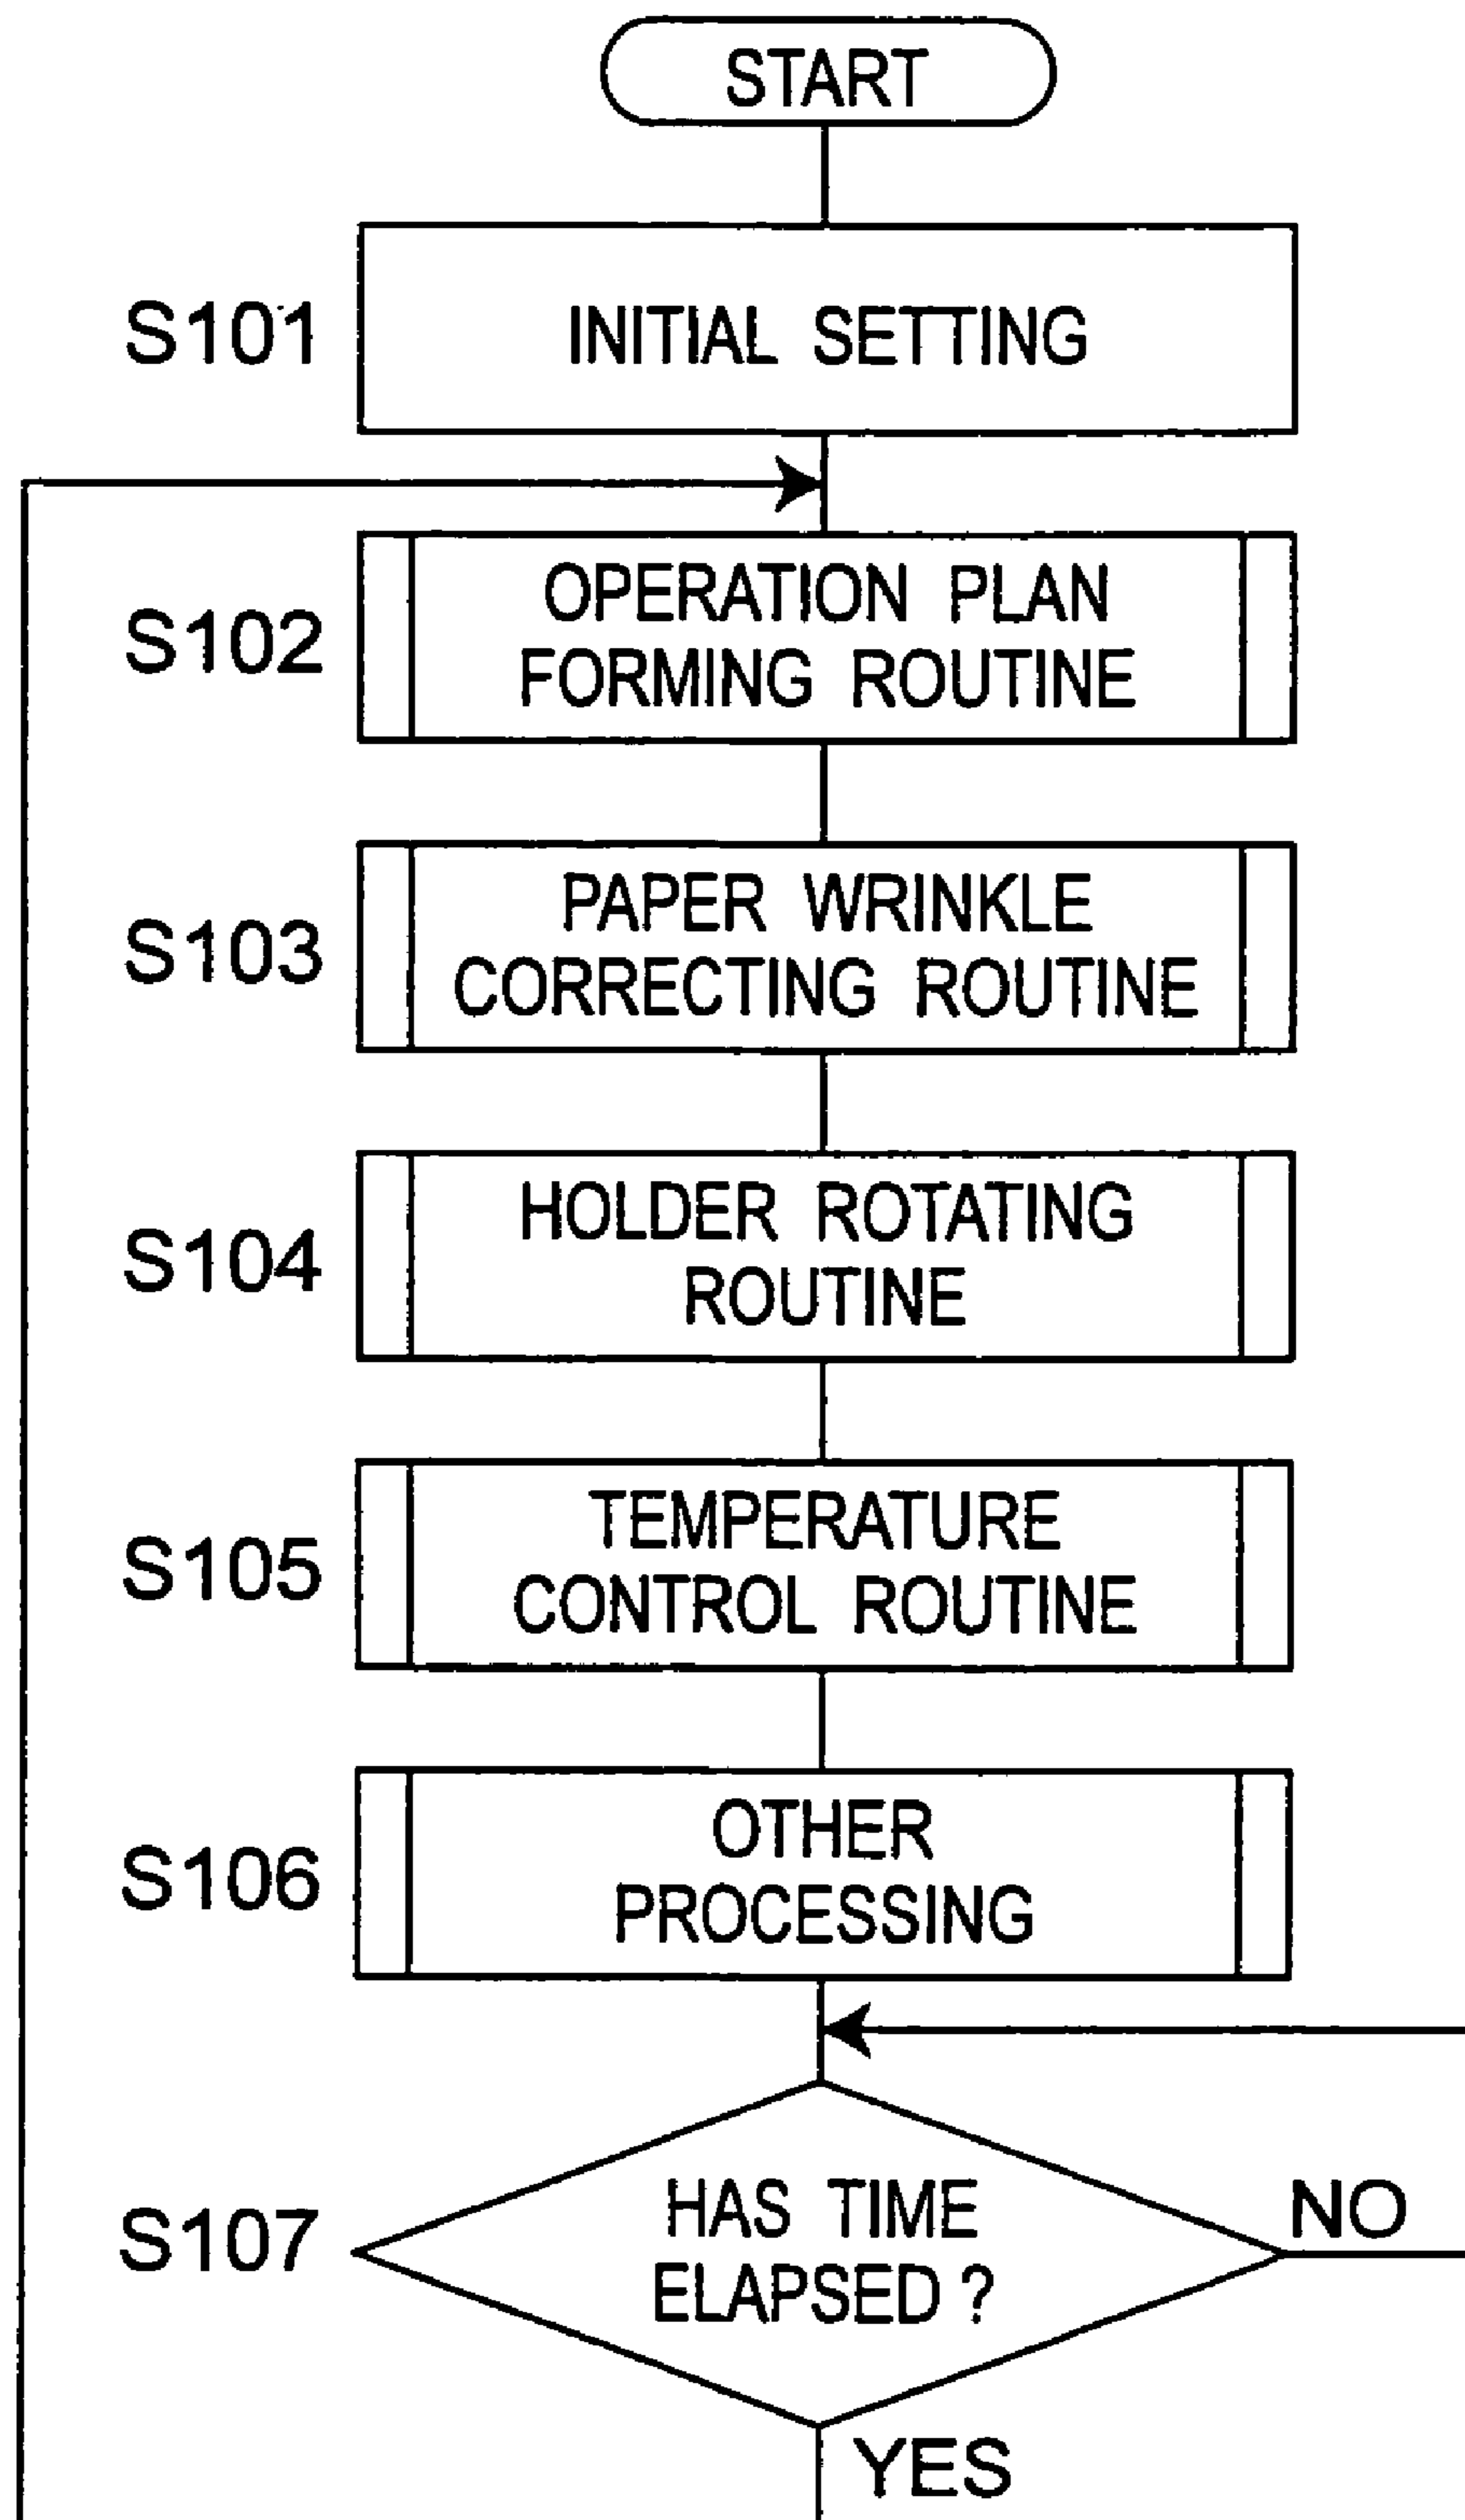 START
S101
INITIAL SETTING
S102
OPERATION PLAN
FORMING ROUTINE
S103
PAPER WRINKLE
CORRECTING ROUTINE
S104
HOLDER ROTATING
ROUTINE
S105
TEMPERATURE
CONTROL ROUTINE
S106
OTHER
PROCESSING
S107
HAS TIME
ELAPSED ?
NO
YES